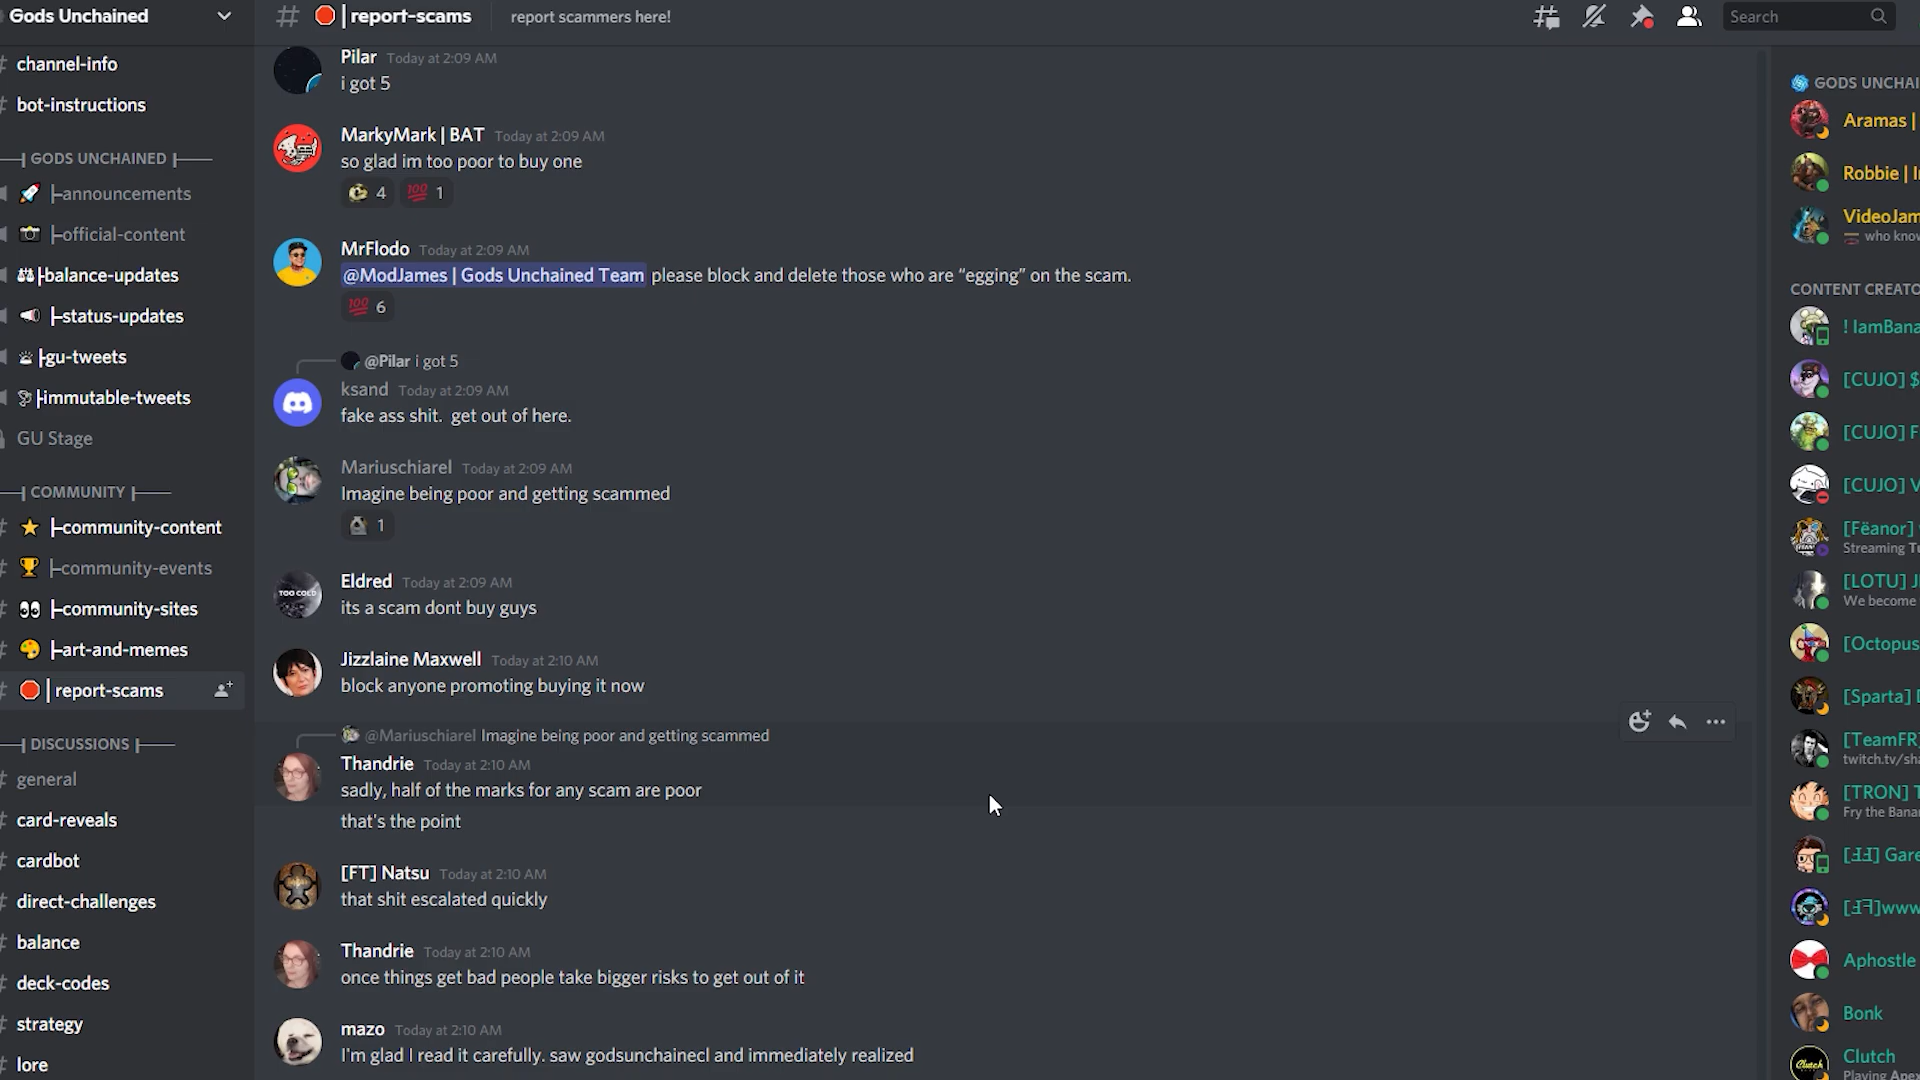 Gods Unchained
channel-info
bot-instructions
GODS UNCHAINED
announcements
official-content
balance-updates
status-updates
gu-tweets
immutable-tweets
GU Stage
COMMUNITY
community-content
community-events
community-sites
art-and-memes
report-scams
DISCUSSIONS
general
card-reveals
cardbot
direct-challenges
balance
deck-codes
strategy
lore
report-scams
report scammers here!
Search
Pilar Today at 2:09 AM
i got 5
MarkyMark | BAT Today at 2:09 AM
so glad im too poor to buy one
4 100 1
MrFlodo Today at 2:09 AM
@ModJames | Gods Unchained Team please block and delete those who are “egging” on the scam.
100 6
@Pilar i got 5
ksand Today at 2:09 AM
fake ass shit. get out of here.
Mariuschiarel Today at 2:09 AM
Imagine being poor and getting scammed
1
TOO COLD
Eldred Today at 2:09 AM
its a scam dont buy guys
Jizzlaine Maxwell Today at 2:10 AM
block anyone promoting buying it now
@Mariuschiarel Imagine being poor and getting scammed
Thandrie Today at 2:10 AM
sadly, half of the marks for any scam are poor
that's the point
[FT] Natsu Today at 2:10 AM
that shit escalated quickly
Thandrie Today at 2:10 AM
once things get bad people take bigger risks to get out of it
mazo Today at 2:10 AM
I'm glad I read it carefully. saw godsunchainecl and immediately realized
GODS UNCHAI
Aramas |
Robbie | I
VideoJam
who know
CONTENT CREATO
! IamBana
[CUJO] $
[CUJO] F
[CUJO] V
[Fëanor]
Streaming Tu
[LOTU] J
We become
[Octopus
[Sparta] D
[TeamFR]
twitch.tv/sha
[TRON] T
Fry the Bana
Gare
www
Aphostle
Bonk
Clutch
Playing Apex